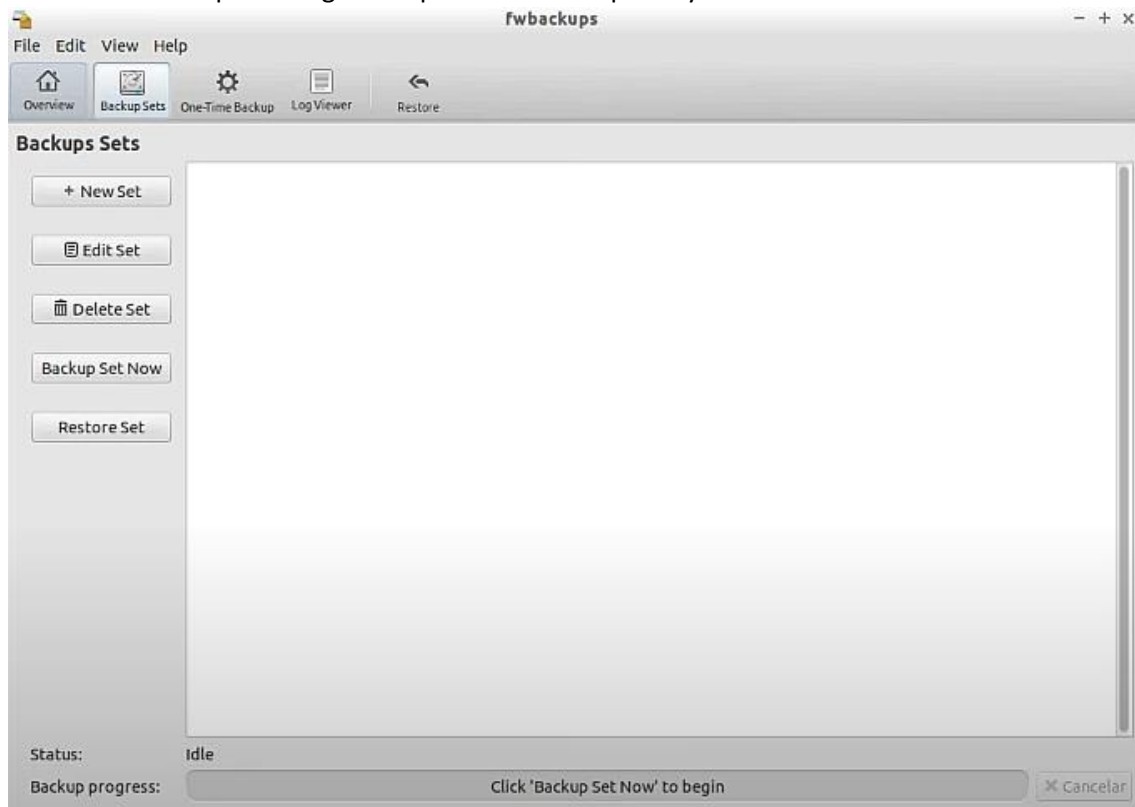 fwbackups
File Edit View Help
Overview Backup Sets One-Time Backup Log Viewer Restore
Backups Sets
+ New Set
Edit Set
Delete Set
Backup Set Now
Restore Set
Status: Idle
Backup progress: Click 'Backup Set Now' to begin Cancelar